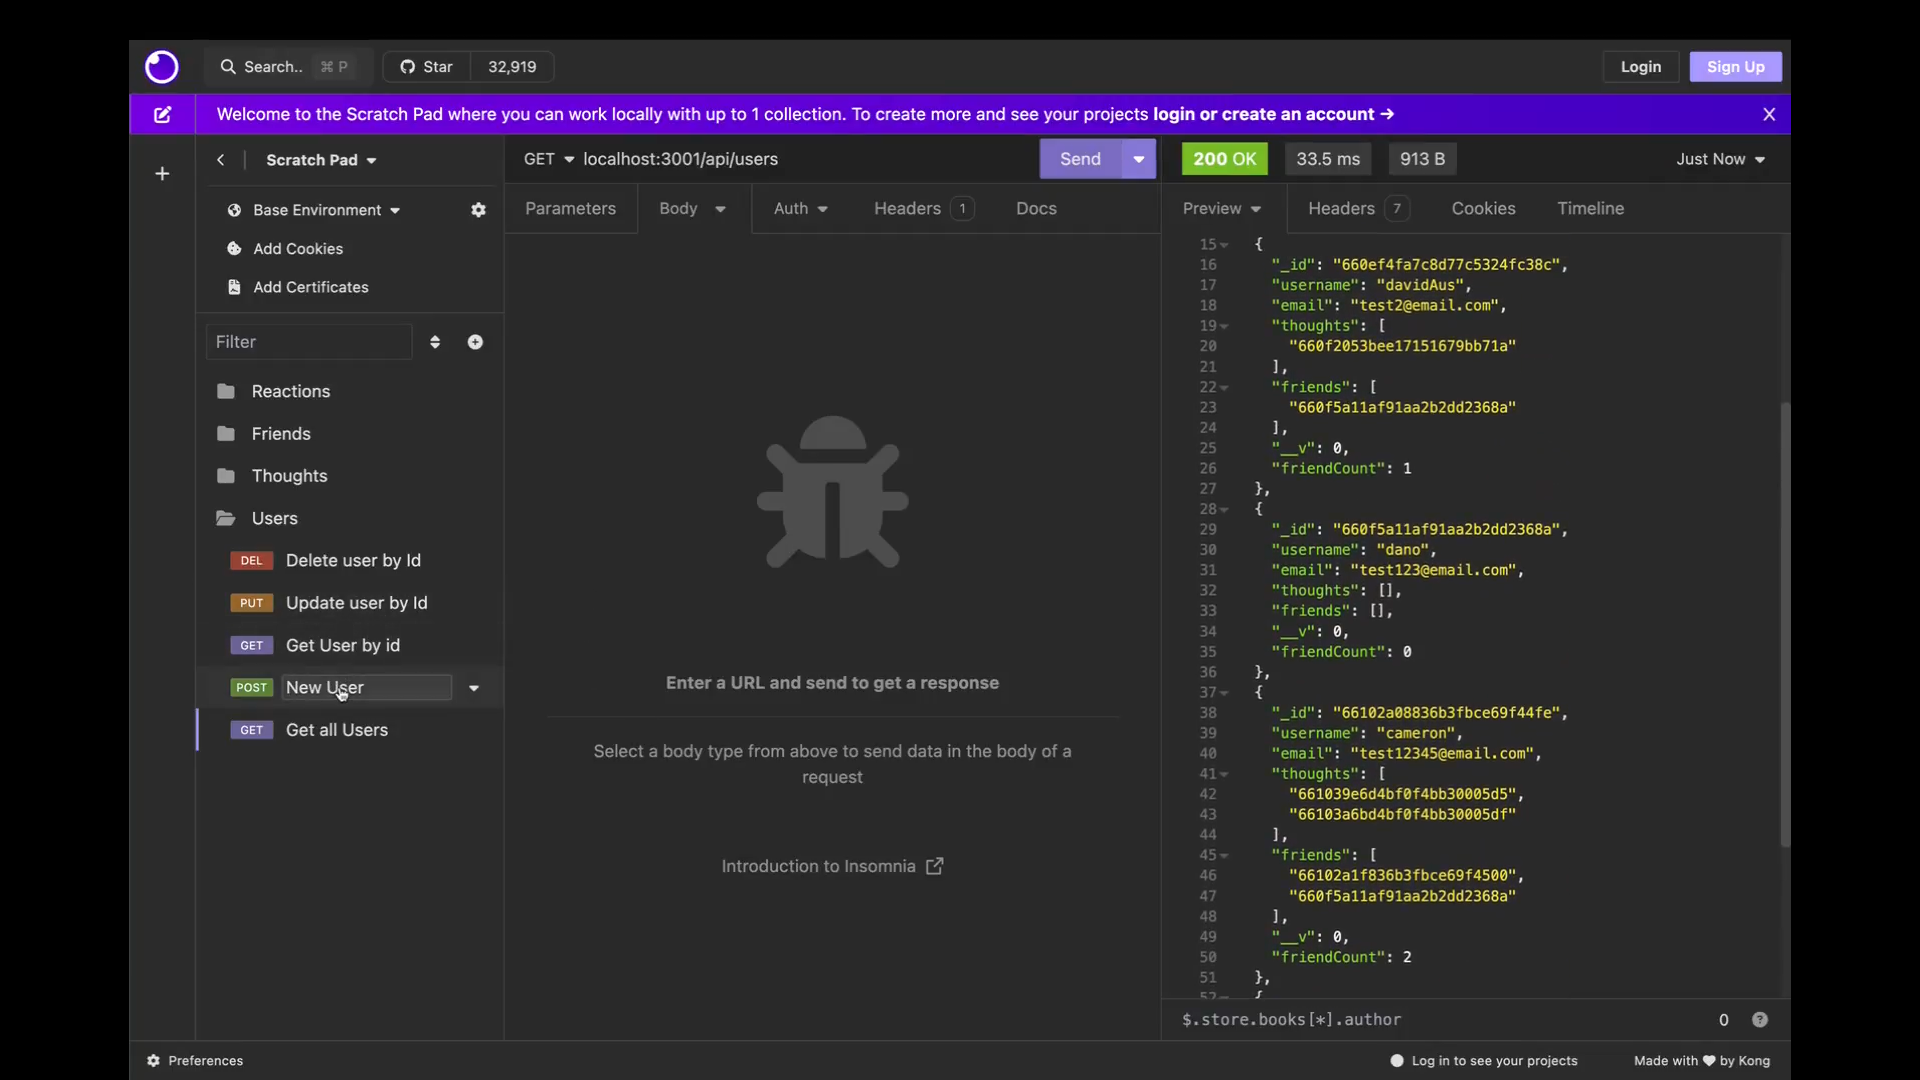 Search.. ⌘ P
Star 32,919
Login
Sign Up
Welcome to the Scratch Pad where you can work locally with up to 1 collection. To create more and see your projects login or create an account →
Scratch Pad
GET localhost:3001/api/users
Send
200 OK
33.5 ms
913 B
Just Now
Base Environment
Add Cookies
Add Certificates
Parameters
Body
Auth
Headers 1
Docs
Preview
Headers 7
Cookies
Timeline
Filter
Reactions
Friends
Thoughts
Users
DEL Delete user by Id
PUT Update user by Id
GET Get User by id
POST New User
GET Get all Users
Enter a URL and send to get a response
Select a body type from above to send data in the body of a
request
Introduction to Insomnia
15 {
16 "_id": "660ef4fa7c8d77c5324fc38c",
17 "username": "davidAus",
18 "email": "test2@email.com",
19 "thoughts": [
20 "660f2053bee17151679bb71a"
21 ],
22 "friends": [
23 "660f5a11af91aa2b2dd2368a"
24 ],
25 "__v": 0,
26 "friendCount": 1
27 },
28 {
29 "_id": "660f5a11af91aa2b2dd2368a",
30 "username": "dano",
31 "email": "test123@email.com",
32 "thoughts": [],
33 "friends": [],
34 "__v": 0,
35 "friendCount": 0
36 },
37 {
38 "_id": "66102a08836b3fbce69f44fe",
39 "username": "cameron",
40 "email": "test12345@email.com",
41 "thoughts": [
42 "661039e6d4bf0f4bb30005d5",
43 "66103a6bd4bf0f4bb30005df"
44 ],
45 "friends": [
46 "66102a1f836b3fbce69f4500",
47 "660f5a11af91aa2b2dd2368a"
48 ],
49 "__v": 0,
50 "friendCount": 2
51 },
52 {
$.store.books[*].author
0
Preferences
Log in to see your projects
Made with ♥ by Kong